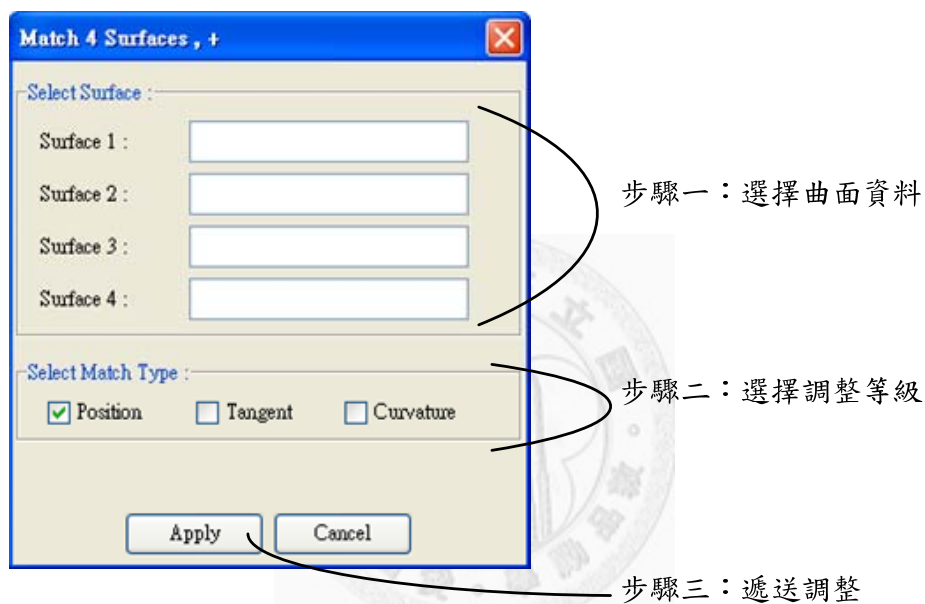 Match 4 Surfaces , +
Select Surface :
Surface 1 :
Surface 2 :
Surface 3 :
Surface 4 :
步驟一：選擇曲面資料
Select Match Type :
Position Tangent Curvature
步驟二：選擇調整等級
Apply Cancel
步驟三：遞送調整